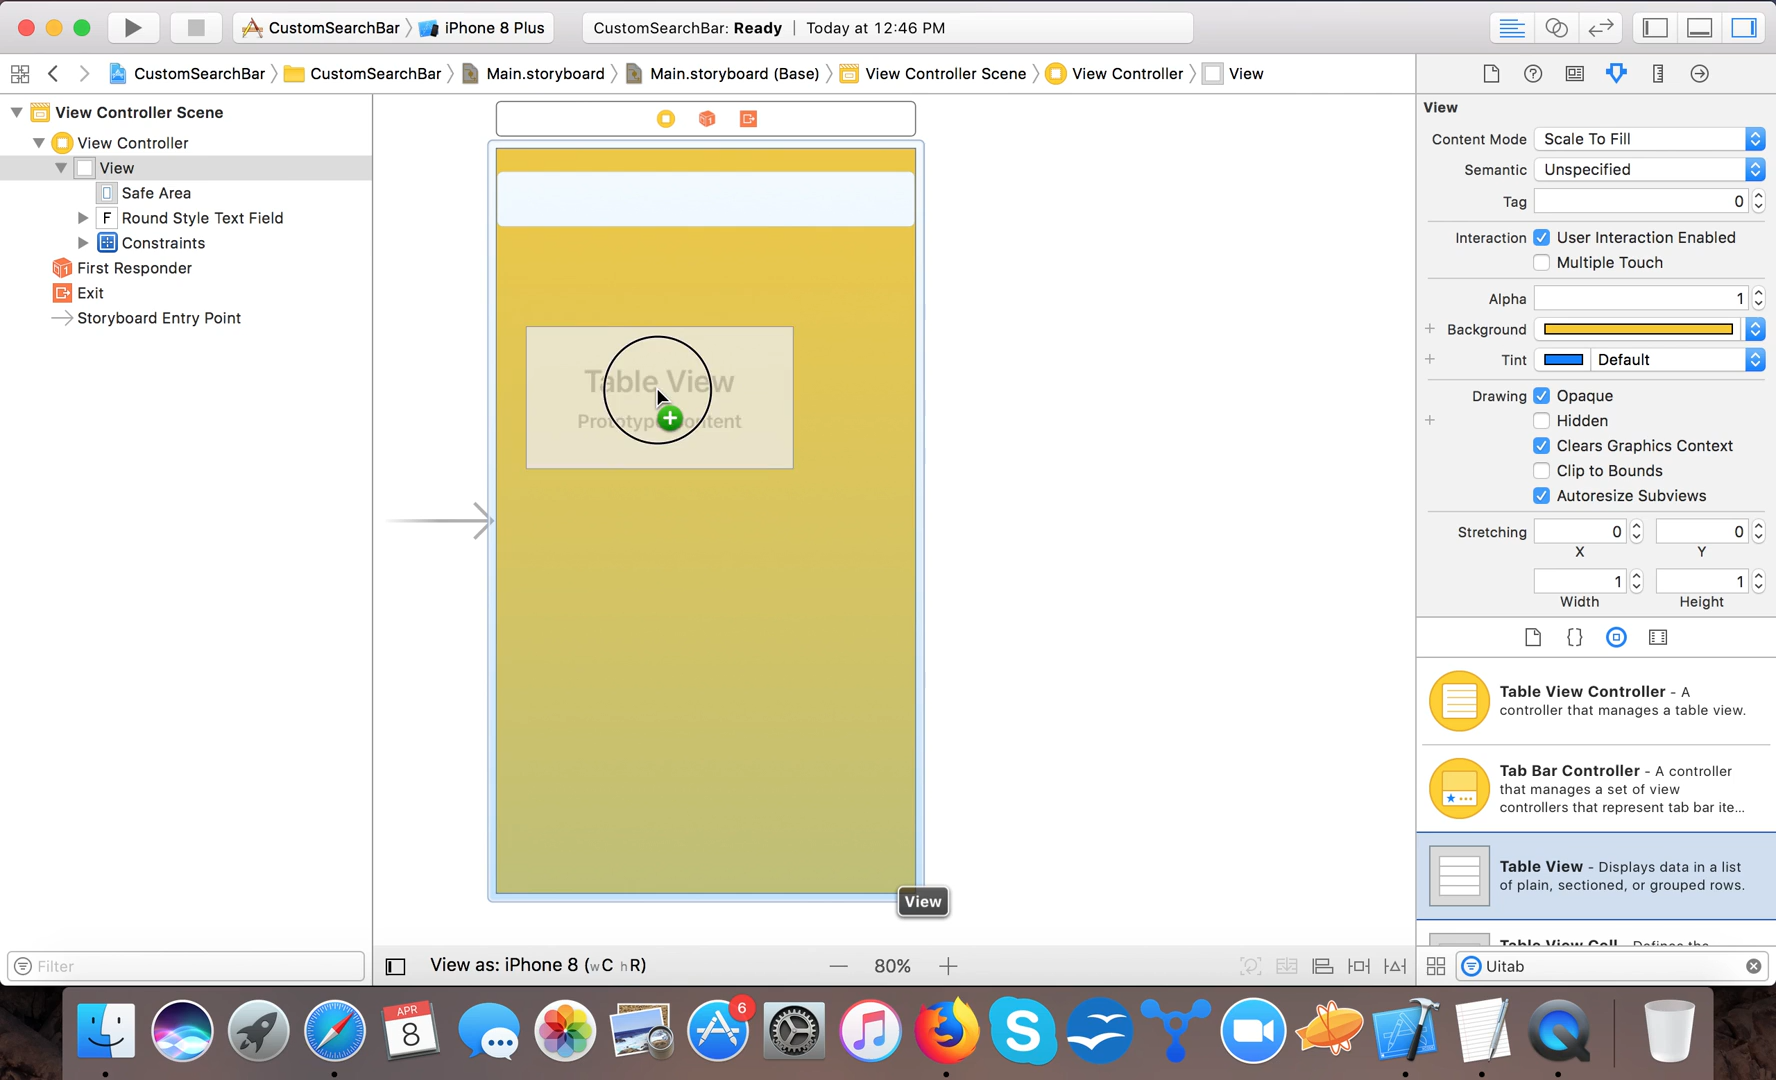 CustomSearchBar
iPhone 8 Plus
CustomSearchBar: Ready | Today at 12:46 PM
CustomSearchBar
CustomSearchBar
Main.storyboard
Main.storyboard (Base)
View Controller Scene
View Controller
View
View Controller Scene
View Controller
View
Safe Area
F Round Style Text Field
Constraints
First Responder
Exit
Storyboard Entry Point
Filter
Table View
Prototype Content
View
View as: iPhone 8 (wC hR)
80%
View
Content Mode Scale To Fill
Semantic Unspecified
Tag 0
Interaction User Interaction Enabled
Multiple Touch
Alpha 1
Background
Tint Default
Drawing Opaque
Hidden
Clears Graphics Context
Clip to Bounds
Autoresize Subviews
Stretching 0 0
X Y
1 1
Width Height
Table View Controller - A
controller that manages a table view.
Tab Bar Controller - A controller
that manages a set of view
controllers that represent tab bar ite...
Table View - Displays data in a list
of plain, sectioned, or grouped rows.
Table View Cell - Defines the
Uitab
APR
8
6